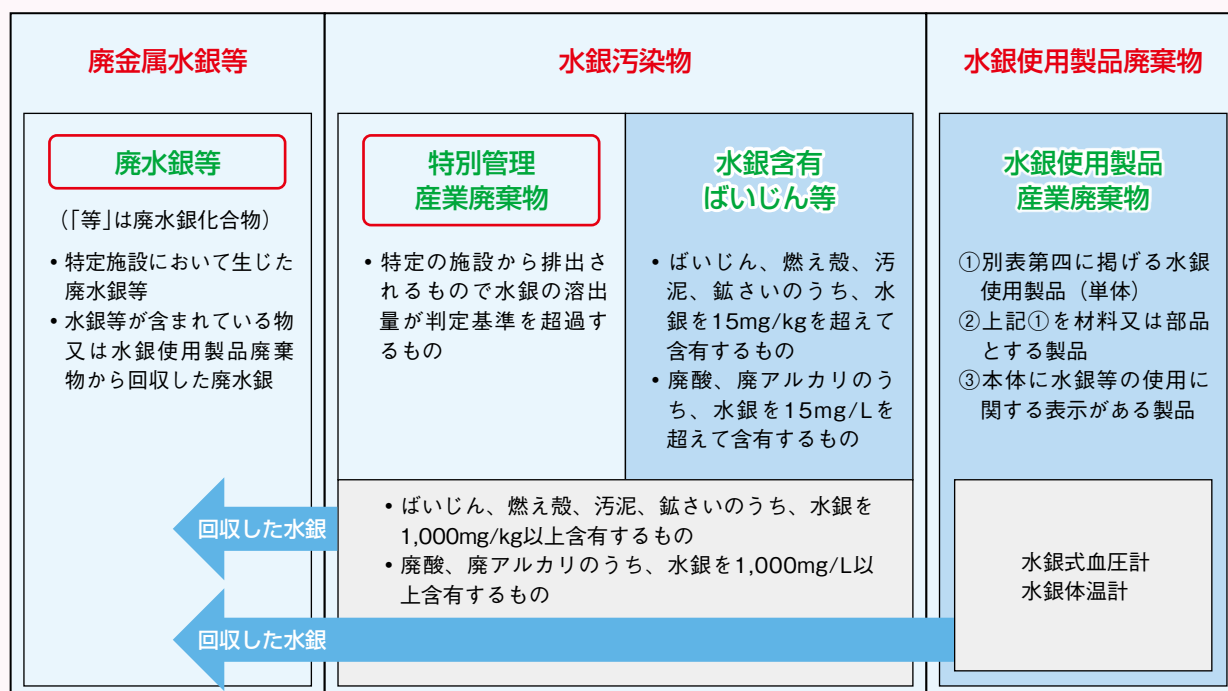 廃金属水銀等
水銀汚染物
水銀使用製品廃棄物
廃水銀等
(「等」は廃水銀化合物)
• 特定施設において生じた
廃水銀等
• 水銀等が含まれている物
又は水銀使用製品廃棄
物から回収した廃水銀
特別管理
産業廃棄物
• 特定の施設から排出さ
れるもので水銀の溶出
量が判定基準を超過す
るもの
水銀含有
ばいじん等
• ばいじん、燃え殻、汚
泥、鉱さいのうち、水
銀を15mg/kgを超えて
含有するもの
• 廃酸、廃アルカリのう
ち、水銀を15mg/Lを
超えて含有するもの
水銀使用製品
産業廃棄物
①別表第四に掲げる水銀
使用製品（単体）
②上記①を材料又は部品
とする製品
③本体に水銀等の使用に
関する表示がある製品
• ばいじん、燃え殻、汚泥、鉱さいのうち、水銀を
1,000mg/kg以上含有するもの
• 廃酸、廃アルカリのうち、水銀を1,000mg/L以
上含有するもの
回収した水銀
水銀式血圧計
水銀体温計
回収した水銀